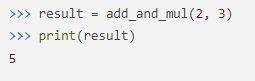 >>> result = add_and_mul(2, 3)
>>> print(result)
5